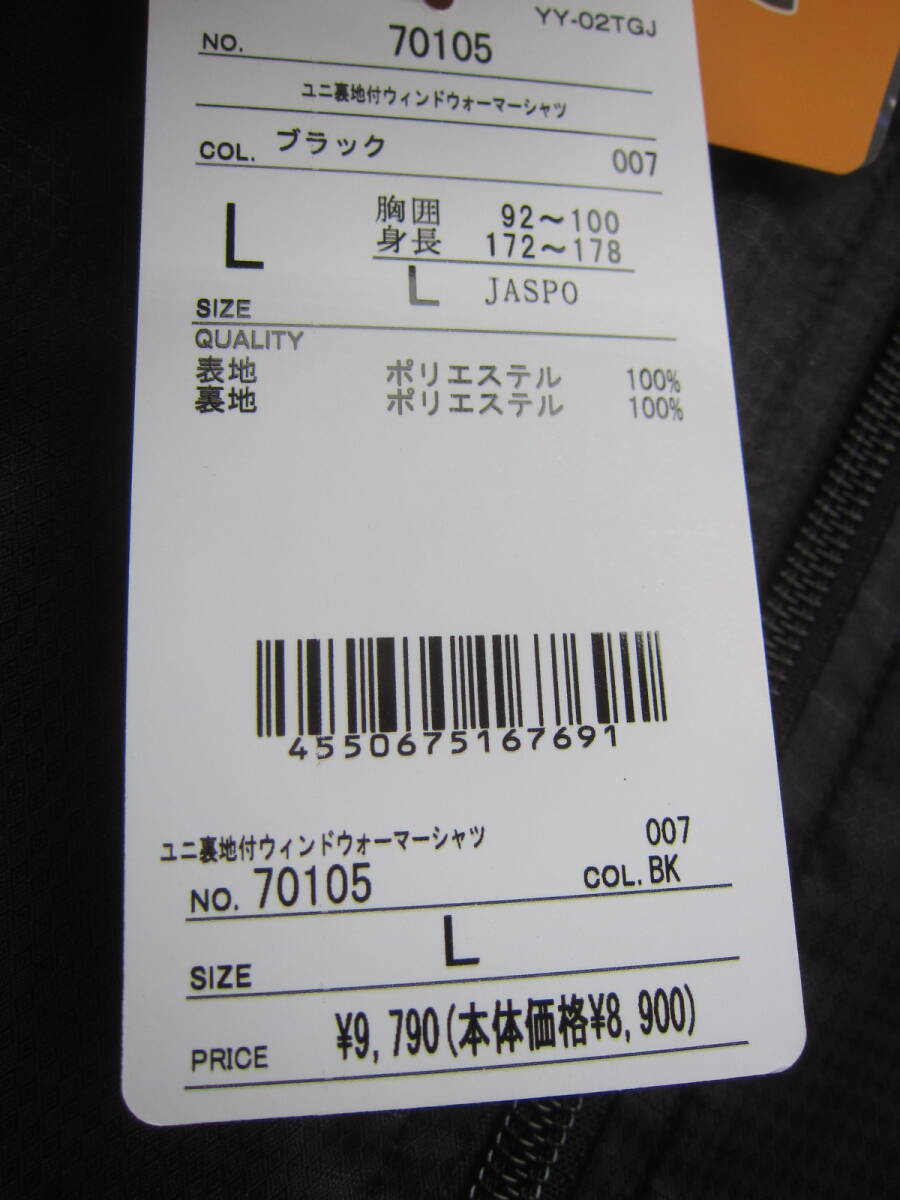 YY-02TGJ
NO. 70105
ユニ裏地付ウィンドウォーマーシャツ
COL. ブラック 007
L 胸囲 92～100
身長 172～178
SIZE L JASPO
QUALITY
表地 ポリエステル 100%
裏地 ポリエステル 100%
4550675167691
ユニ裏地付ウィンドウォーマーシャツ 007
NO. 70105 COL. BK
SIZE L
PRICE ¥9,790(本体価格¥8,900)